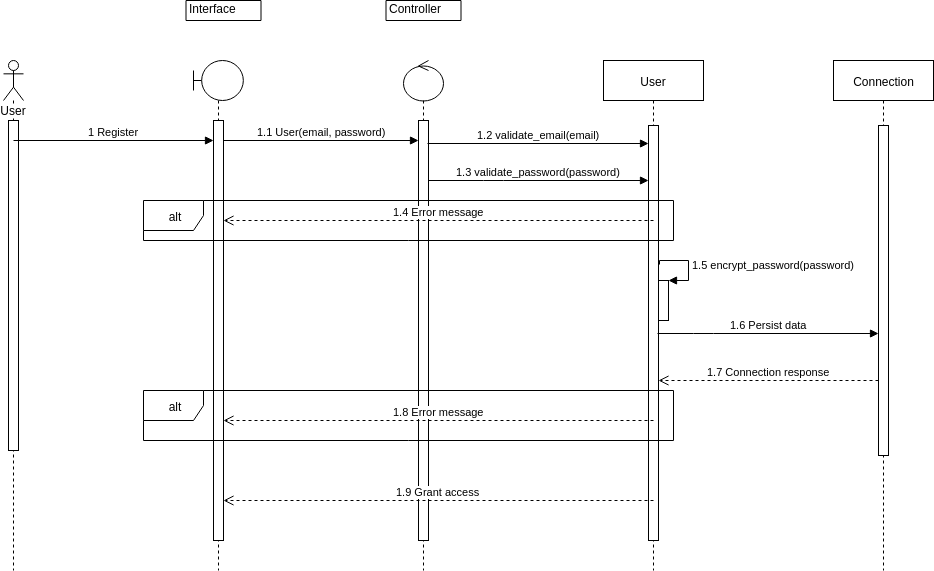 Interface
Controller
User
User
Connection
1 Register
1.1 User(email, password)
1.2 validate_email(email)
1.3 validate_password(password)
alt
1.4 Error message
1.5 encrypt_password(password)
1.6 Persist data
1.7 Connection response
alt
1.8 Error message
1.9 Grant access